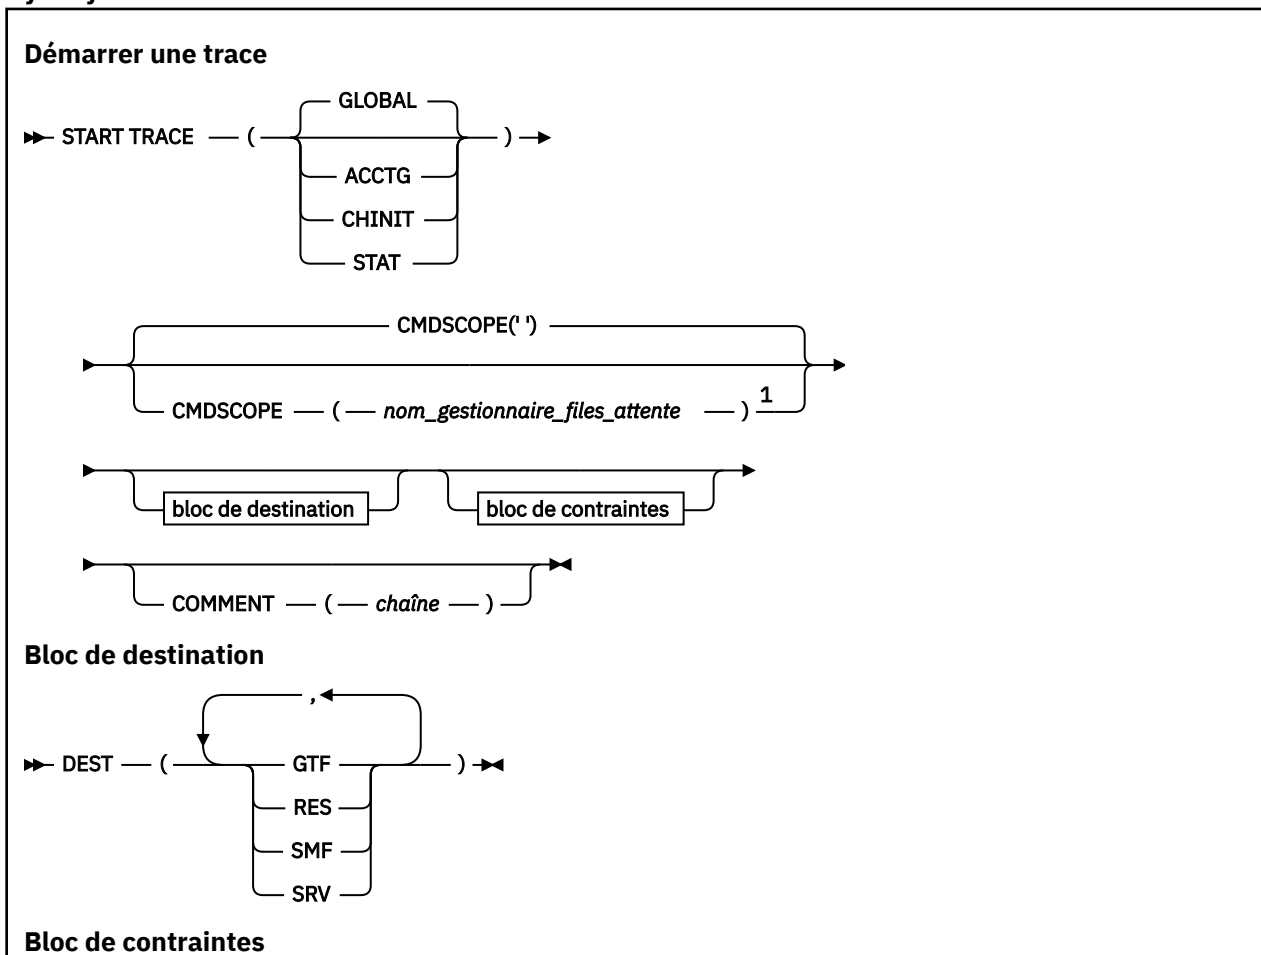 Démarrer une trace
GLOBAL
START TRACE ( )
ACCTG
CHINIT
STAT
CMDSCOPE(' ')
CMDSCOPE ( nom_gestionnaire_files_attente ) 1
bloc de destination bloc de contraintes
COMMENT ( chaîne )
Bloc de destination
,
DEST ( GTF )
RES
SMF
SRV
Bloc de contraintes